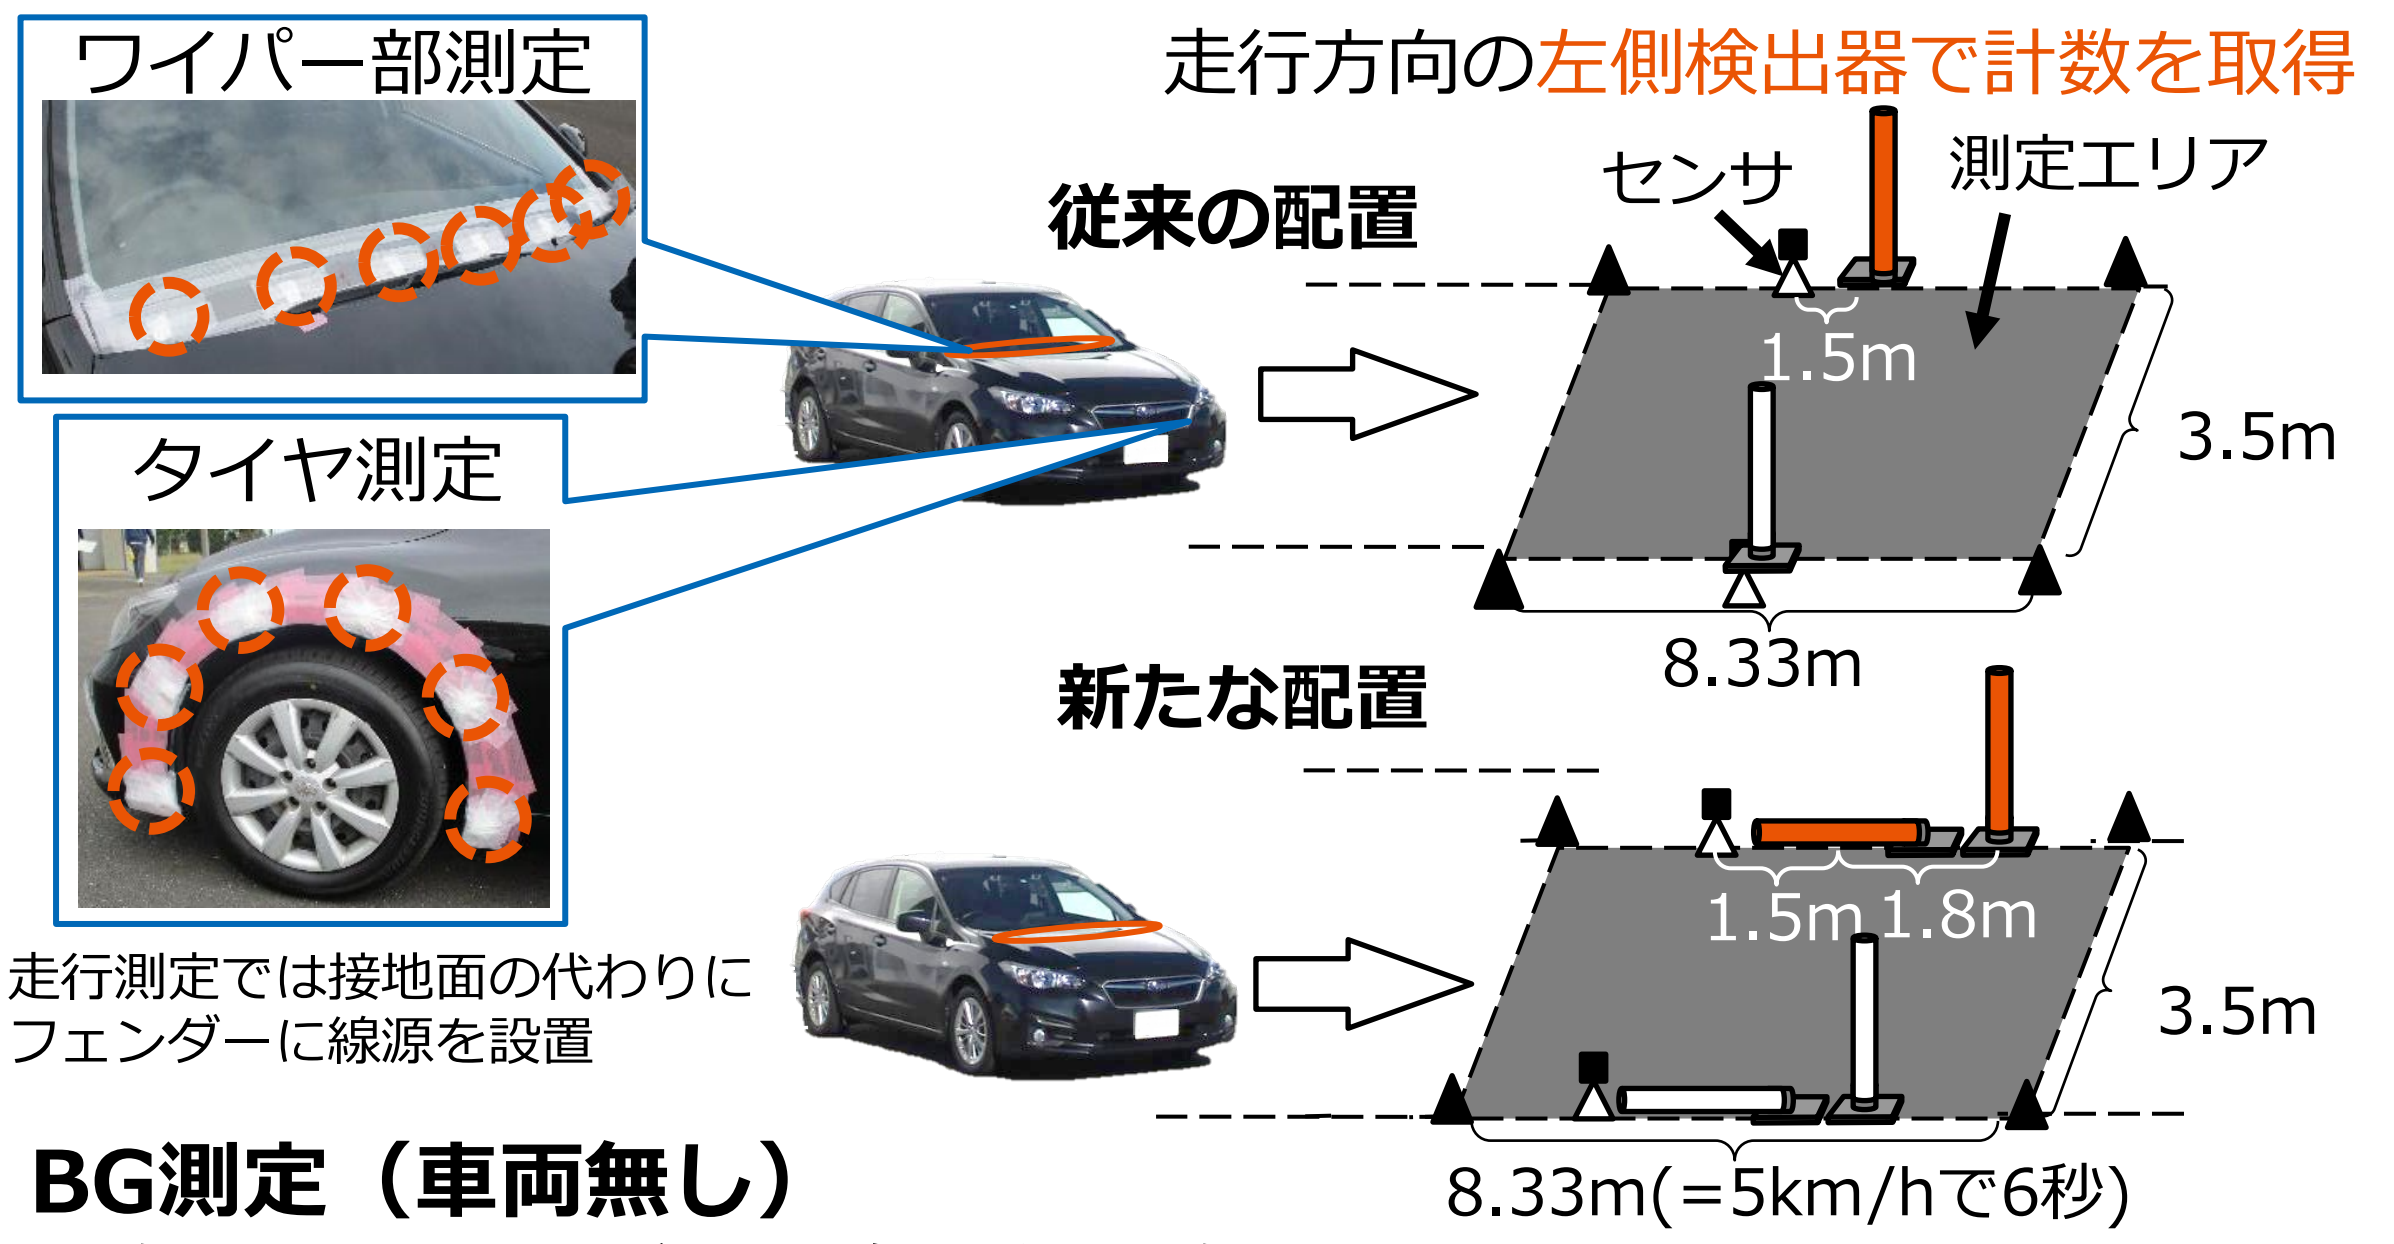 ワイパー部測定
走行方向の左側検出器で計数を取得
センサ
測定エリア
従来の配置
1.5m
3.5m
8.33m
タイヤ測定
走行測定では接地面の代わりに
フェンダーに線源を設置
新たな配置
1.5m
1.8m
3.5m
8.33m(=5km/hで6秒)
BG測定（車両無し）